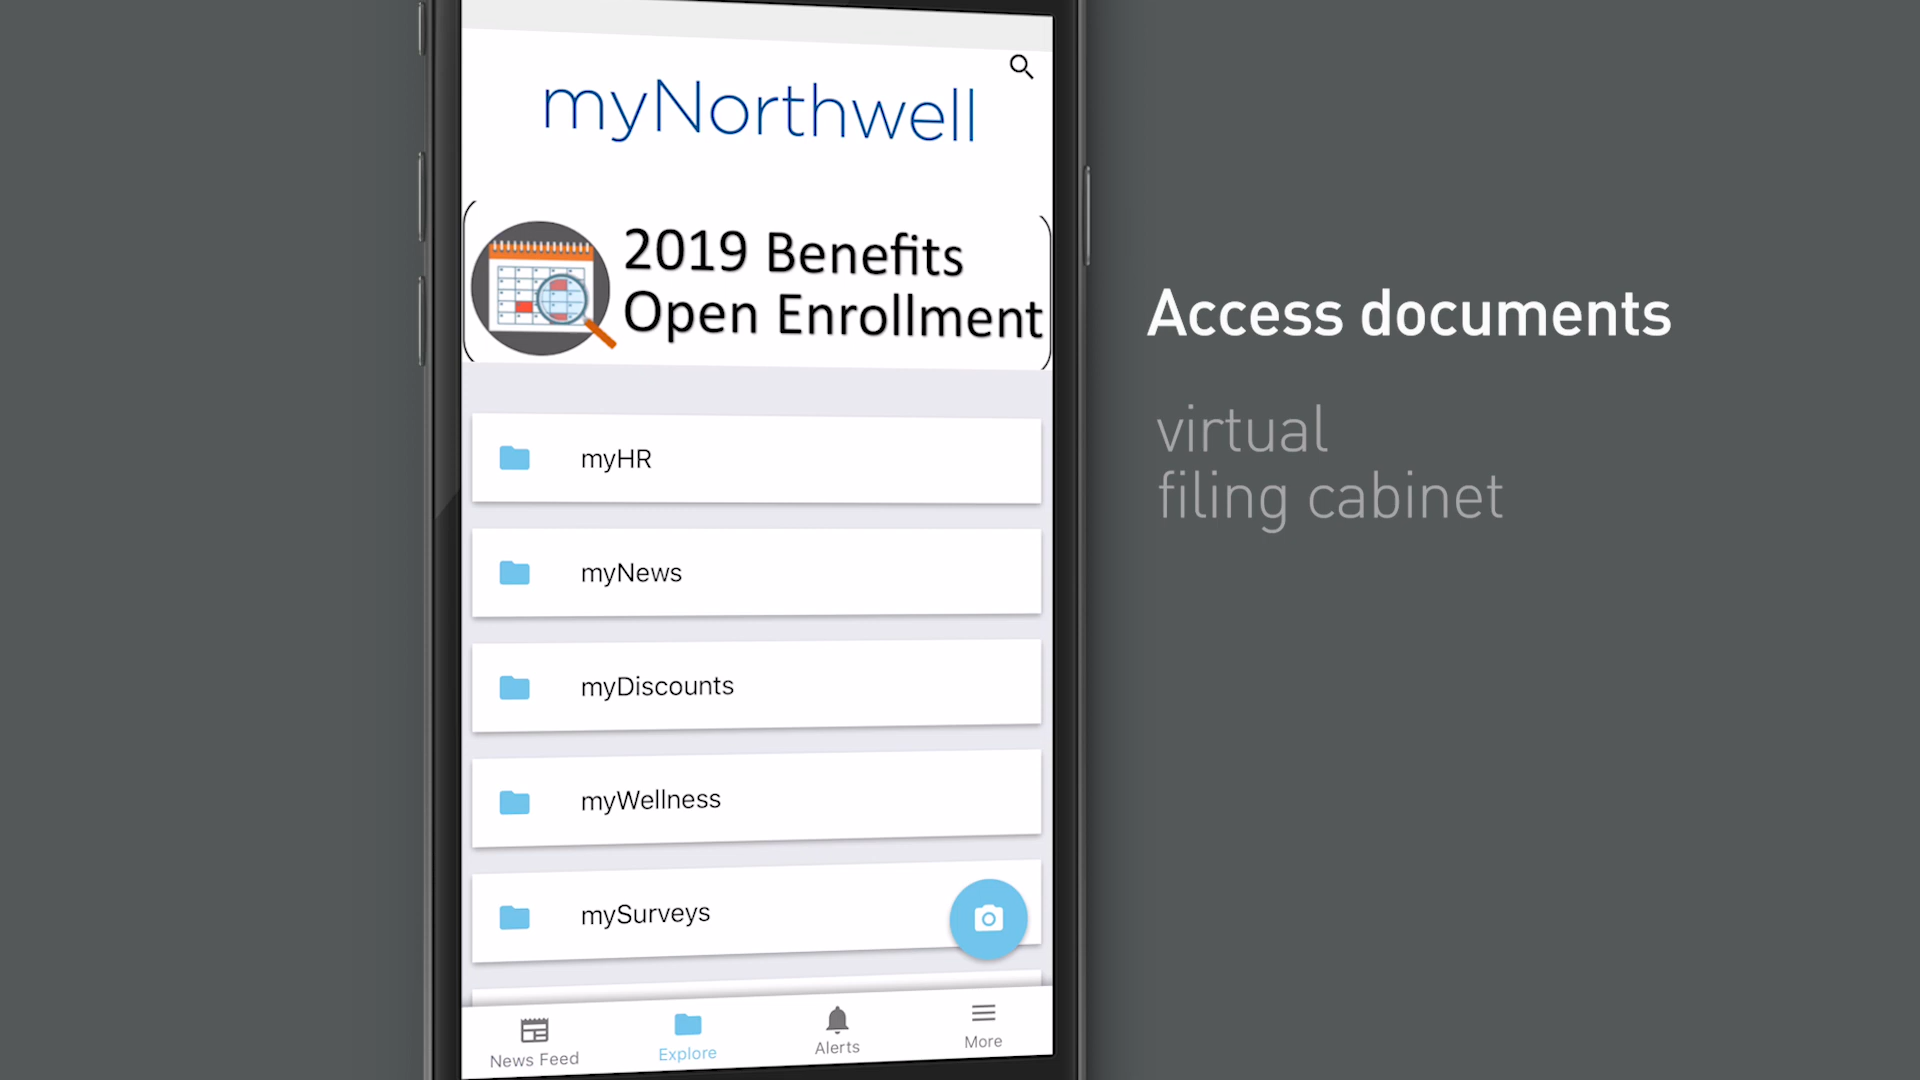 myNorthwell
2019 Benefits
Open Enrollment
myHR
myNews
myDiscounts
myWellness
mySurveys
News Feed
Explore
Alerts
More
Access documents
virtual
filing cabinet